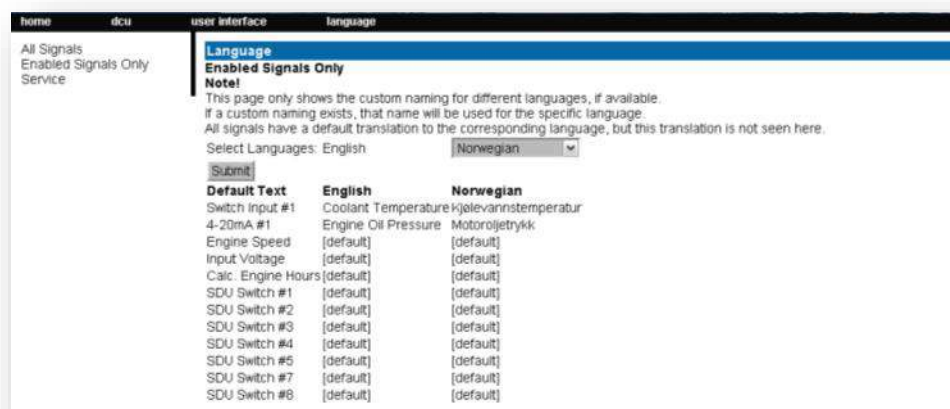 home dcu user interface language
All Signals
Enabled Signals Only
Service
Language
Enabled Signals Only
Note!
This page only shows the custom naming for different languages, if available.
If a custom naming exists, that name will be used for the specific language.
All signals have a default translation to the corresponding language, but this translation is not seen here.
Select Languages: English Norwegian
Submit
Default Text English Norwegian
Switch Input #1 Coolant Temperature Kjølevannstemperatur
4-20mA #1 Engine Oil Pressure Motoroljetrykk
Engine Speed [default] [default]
Input Voltage [default] [default]
Calc. Engine Hours [default] [default]
SDU Switch #1 [default] [default]
SDU Switch #2 [default] [default]
SDU Switch #3 [default] [default]
SDU Switch #4 [default] [default]
SDU Switch #5 [default] [default]
SDU Switch #7 [default] [default]
SDU Switch #8 [default] [default]